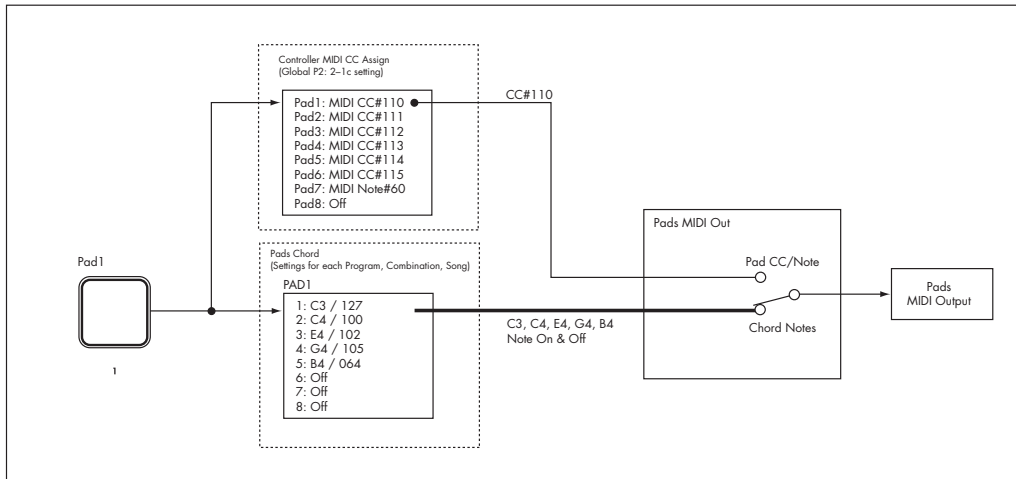 Controller MIDI CC Assign
(Global P2: 2–1c setting)
Pad1: MIDI CC#110
Pad2: MIDI CC#111
Pad3: MIDI CC#112
Pad4: MIDI CC#113
Pad5: MIDI CC#114
Pad6: MIDI CC#115
Pad7: MIDI Note#60
Pad8: Off
CC#110
Pad1
1
Pads Chord
(Settings for each Program, Combination, Song)
PAD1
1: C3 / 127
2: C4 / 100
3: E4 / 102
4: G4 / 105
5: B4 / 064
6: Off
7: Off
8: Off
C3, C4, E4, G4, B4
Note On & Off
Pads MIDI Out
Pad CC/Note
Chord Notes
Pads
MIDI Output